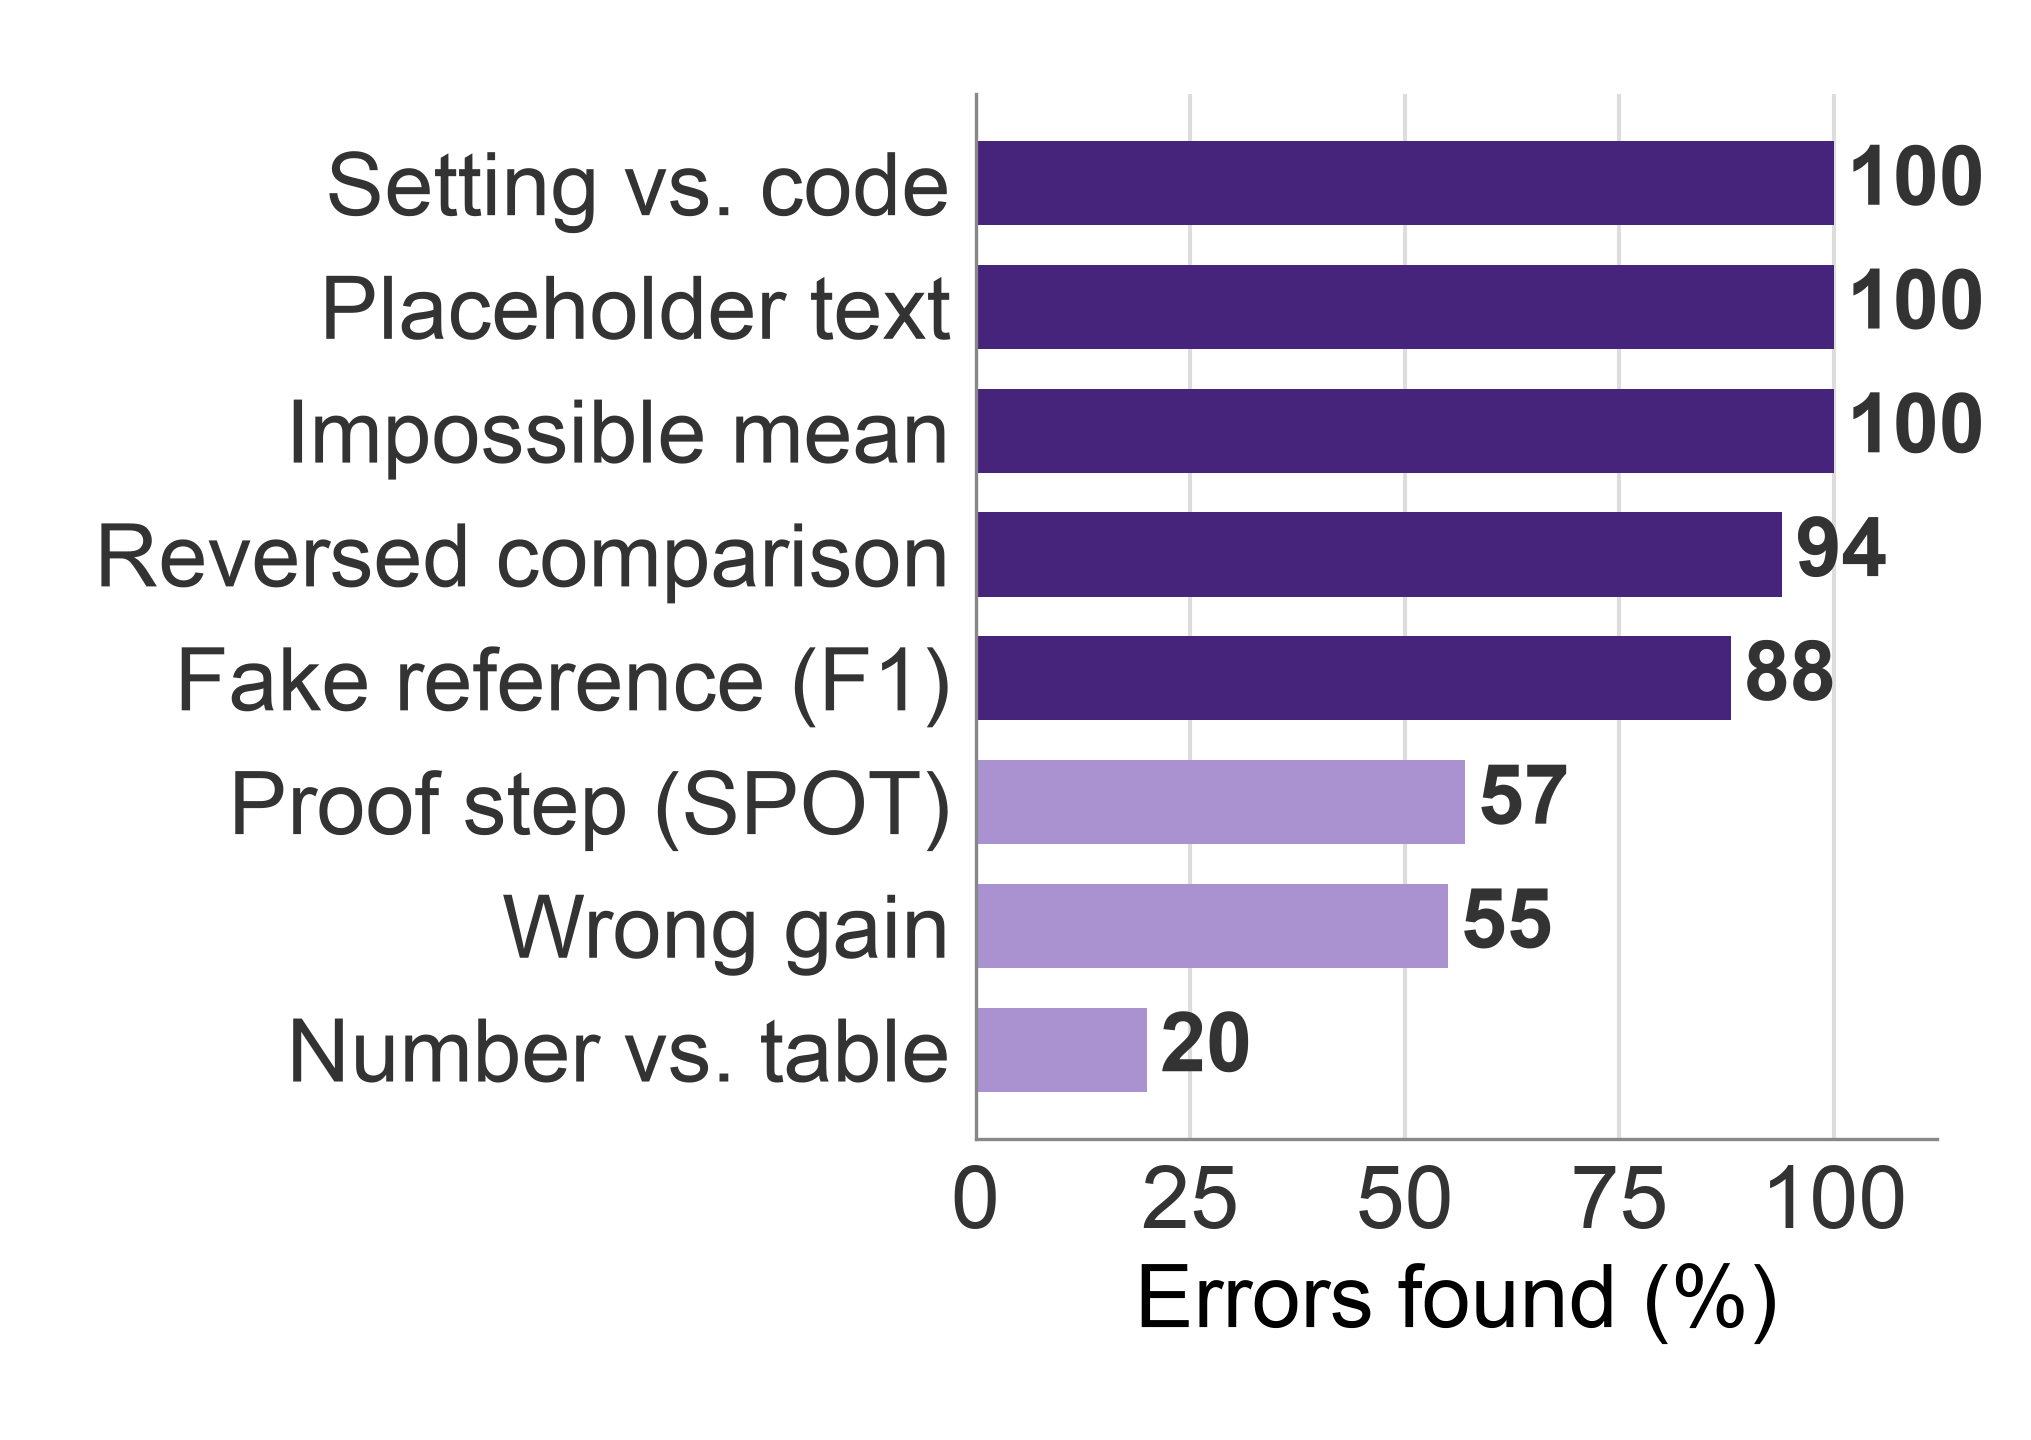 Setting vs. code 100
Placeholder text 100
Impossible mean 100
Reversed comparison 94
Fake reference (F1) 88
Proof step (SPOT) 57
Wrong gain 55
Number vs. table 20
0 25 50 75 100
Errors found (%)